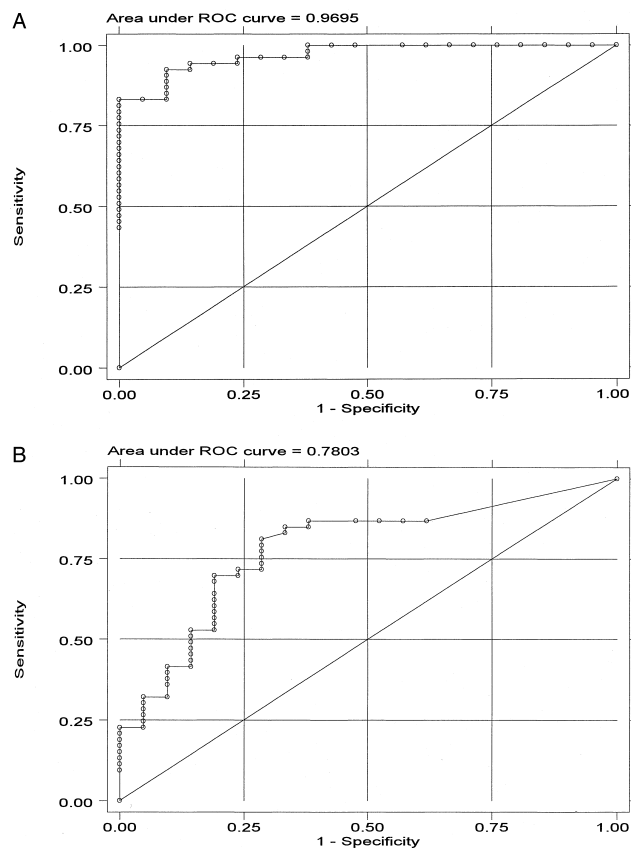 A
Area under ROC curve = 0.9695
1.00
0.75
0.50
0.25
0.00
Sensitivity
0.00 0.25 0.50 0.75 1.00
1 - Specificity
B
Area under ROC curve = 0.7803
1.00
0.75
0.50
0.25
0.00
Sensitivity
0.00 0.25 0.50 0.75 1.00
1 - Specificity